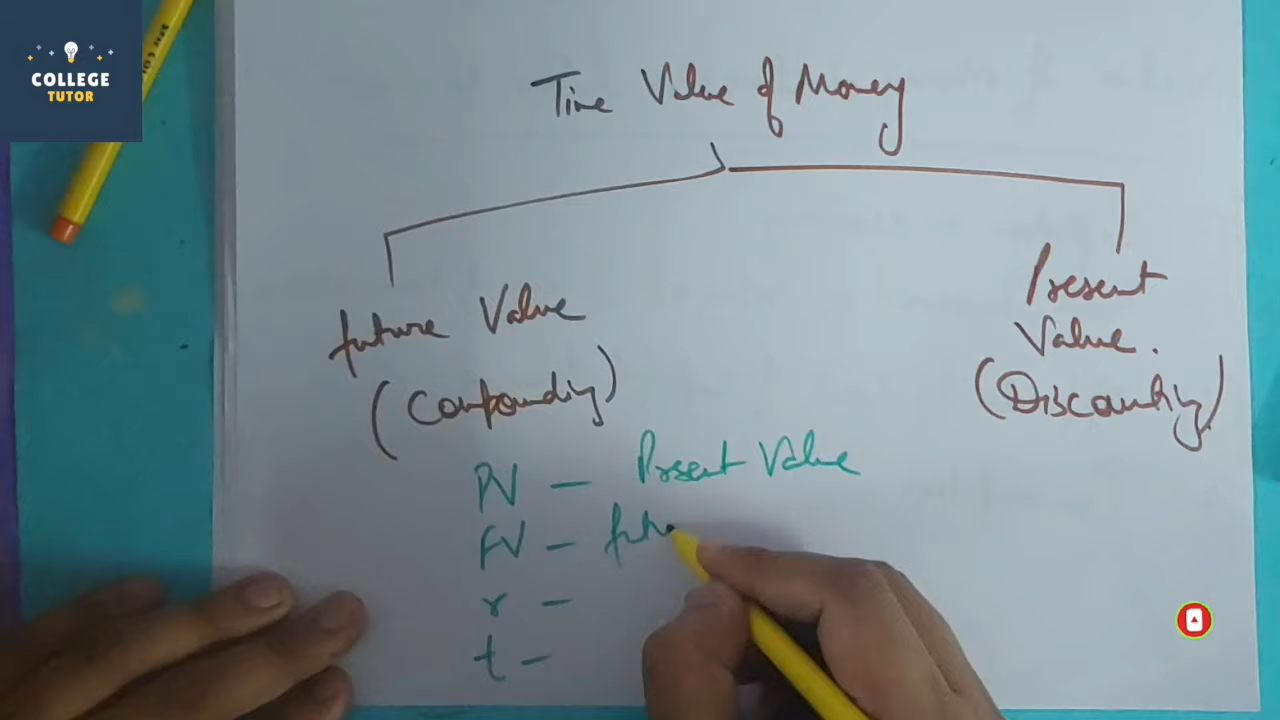 COLLEGE
TUTOR
Time Value of Money
future Value
(Compounding)
Present
Value.
(Discounting)
PV - Present Value
FV - futu
r -
t -